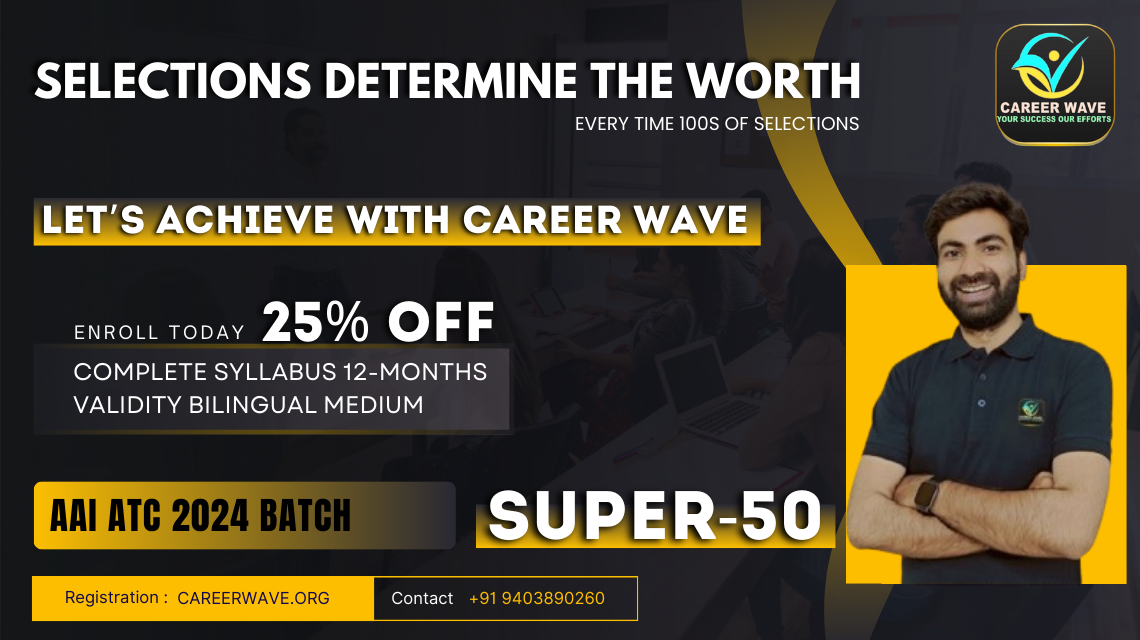 SELECTIONS DETERMINE THE WORTH
EVERY TIME 100S OF SELECTIONS
CAREER WAVE
YOUR SUCCESS OUR EFFORTS
LET'S ACHIEVE WITH CAREER WAVE
ENROLL TODAY 25% OFF
COMPLETE SYLLABUS 12-MONTHS
VALIDITY BILINGUAL MEDIUM
AAI ATC 2024 BATCH
SUPER-50
Registration : CAREERWAVE.ORG
Contact +91 9403890260